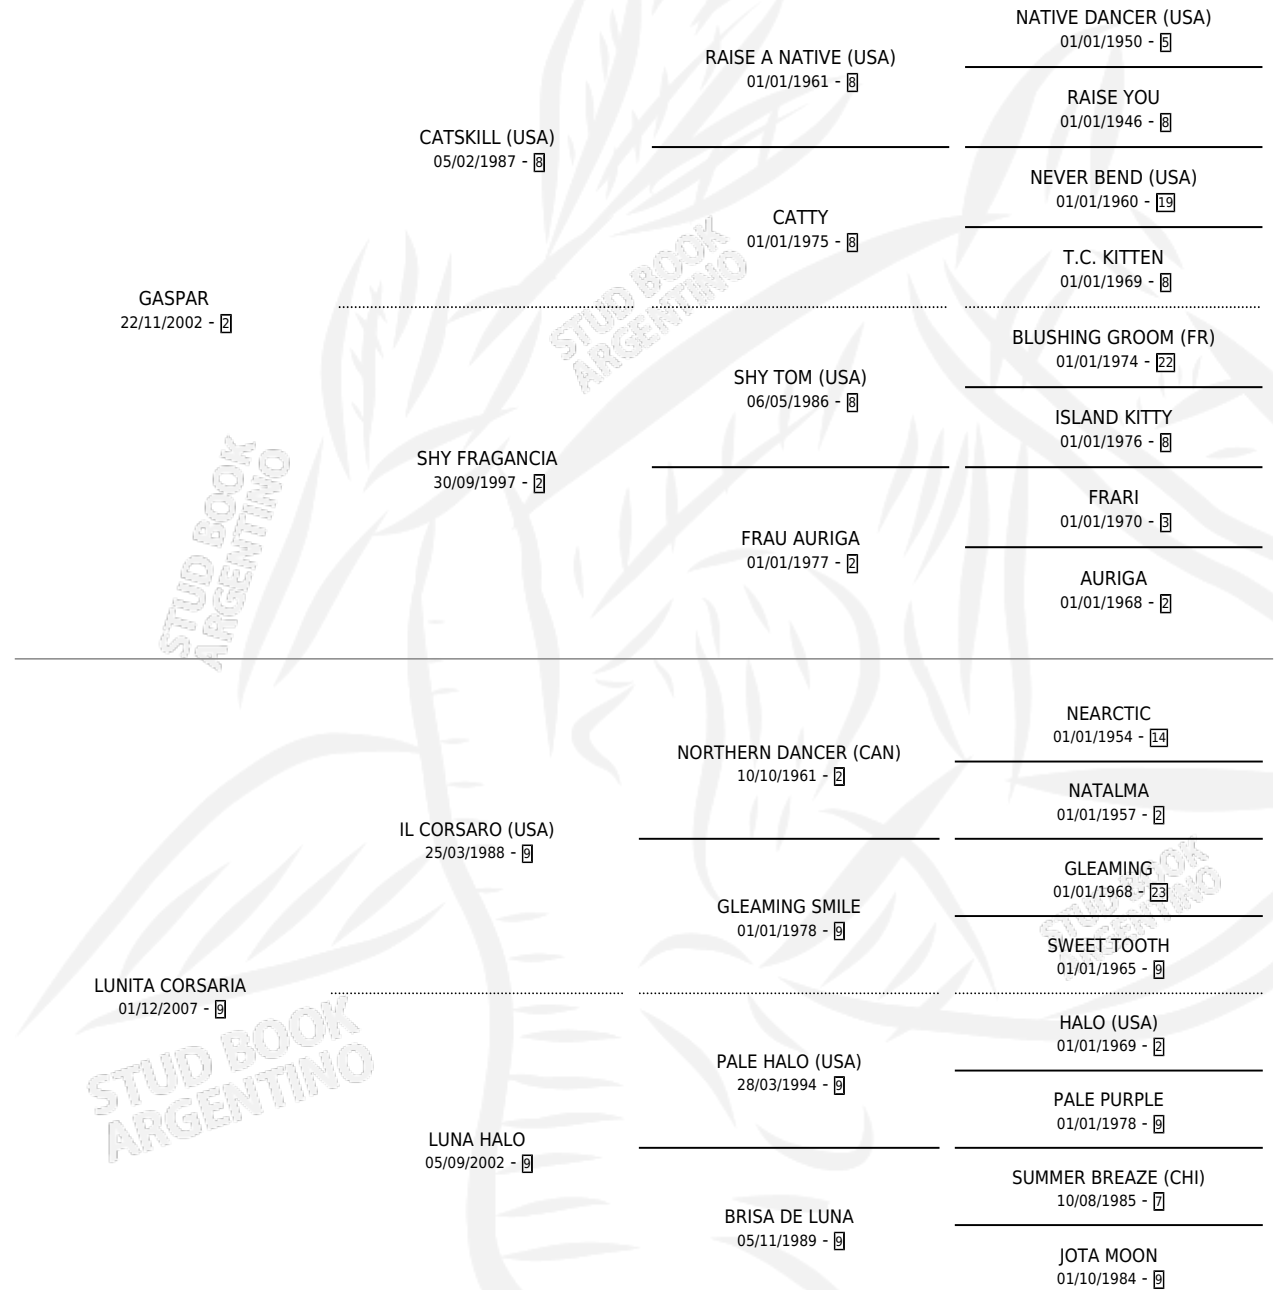 NATIVE DANCER (USA)
01/01/1950 - 5
RAISE A NATIVE (USA)
01/01/1961 - 8
RAISE YOU
01/01/1946 - 8
CATSKILL (USA)
05/02/1987 - 8
NEVER BEND (USA)
01/01/1960 - 19
CATTY
01/01/1975 - 8
T.C. KITTEN
01/01/1969 - 8
GASPAR
22/11/2002 - 2
STUD BOOK
ARGENTINO
BLUSHING GROOM (FR)
01/01/1974 - 22
SHY TOM (USA)
06/05/1986 - 8
ISLAND KITTY
01/01/1976 - 8
SHY FRAGANCIA
30/09/1997 - 2
FRARI
01/01/1970 - 3
FRAU AURIGA
01/01/1977 - 2
AURIGA
01/01/1968 - 2
STUD BOOK
ARGENTINO
NEARCTIC
01/01/1954 - 14
NORTHERN DANCER (CAN)
10/10/1961 - 2
NATALMA
01/01/1957 - 2
IL CORSARO (USA)
25/03/1988 - 9
GLEAMING
01/01/1968 - 23
GLEAMING SMILE
01/01/1978 - 9
SWEET TOOTH
01/01/1965 - 9
STUD BOOK
ARGENTINO
LUNITA CORSARIA
01/12/2007 - 9
HALO (USA)
01/01/1969 - 2
PALE HALO (USA)
28/03/1994 - 9
PALE PURPLE
01/01/1978 - 9
STUD BOOK
ARGENTINO
LUNA HALO
05/09/2002 - 9
SUMMER BREAZE (CHI)
10/08/1985 - 7
BRISA DE LUNA
05/11/1989 - 9
JOTA MOON
01/10/1984 - 9